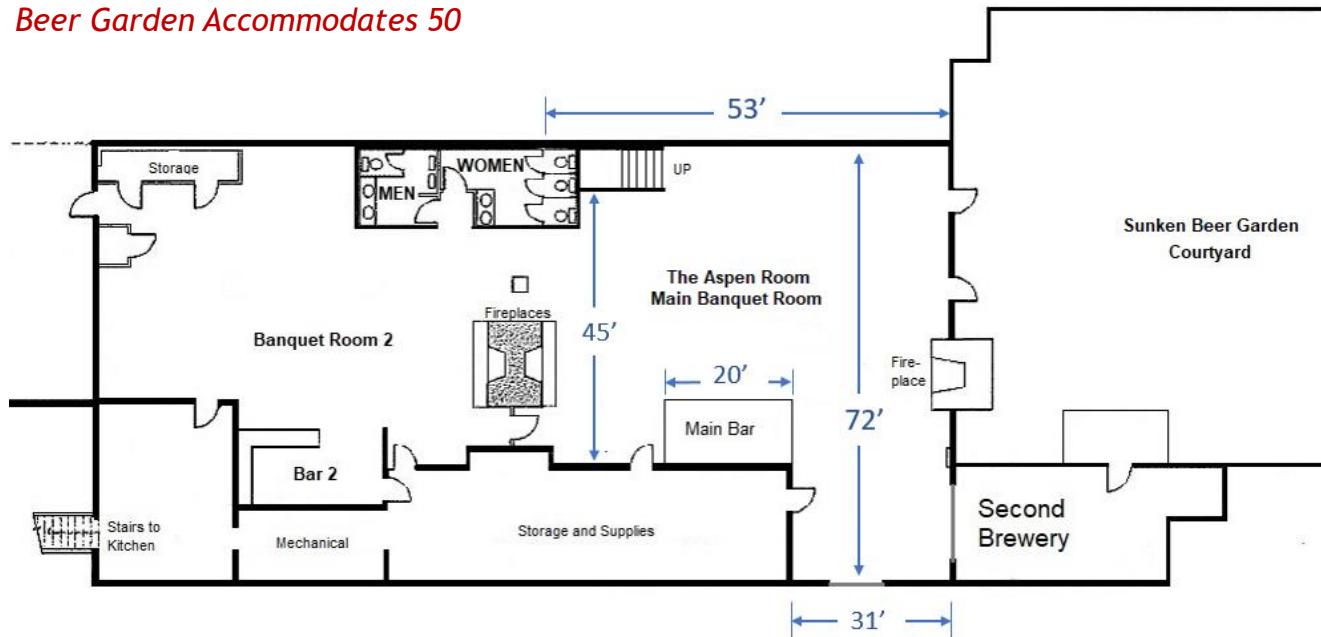 Beer Garden Accommodates 50
53’
Storage
WOMEN
MEN
UP
Sunken Beer Garden
Courtyard
The Aspen Room
Main Banquet Room
Fireplaces
Banquet Room 2
45’
Fire-
place
20’
72’
Main Bar
Bar 2
Stairs to
Kitchen
Mechanical
Storage and Supplies
Second
Brewery
31’